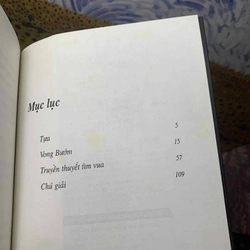 Mục lục
Tựa 5
Vong Bướm 15
Truyền thuyết tìm vua 57
Chú giải 109